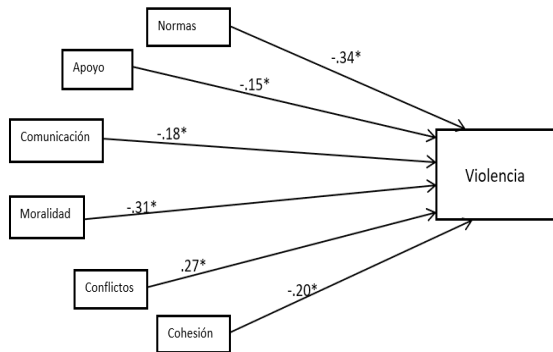 Normas
-.34*
Apoyo
-.15*
Comunicación
-.18*
Violencia
Moralidad
-.31*
Conflictos
.27*
Cohesión
-.20*